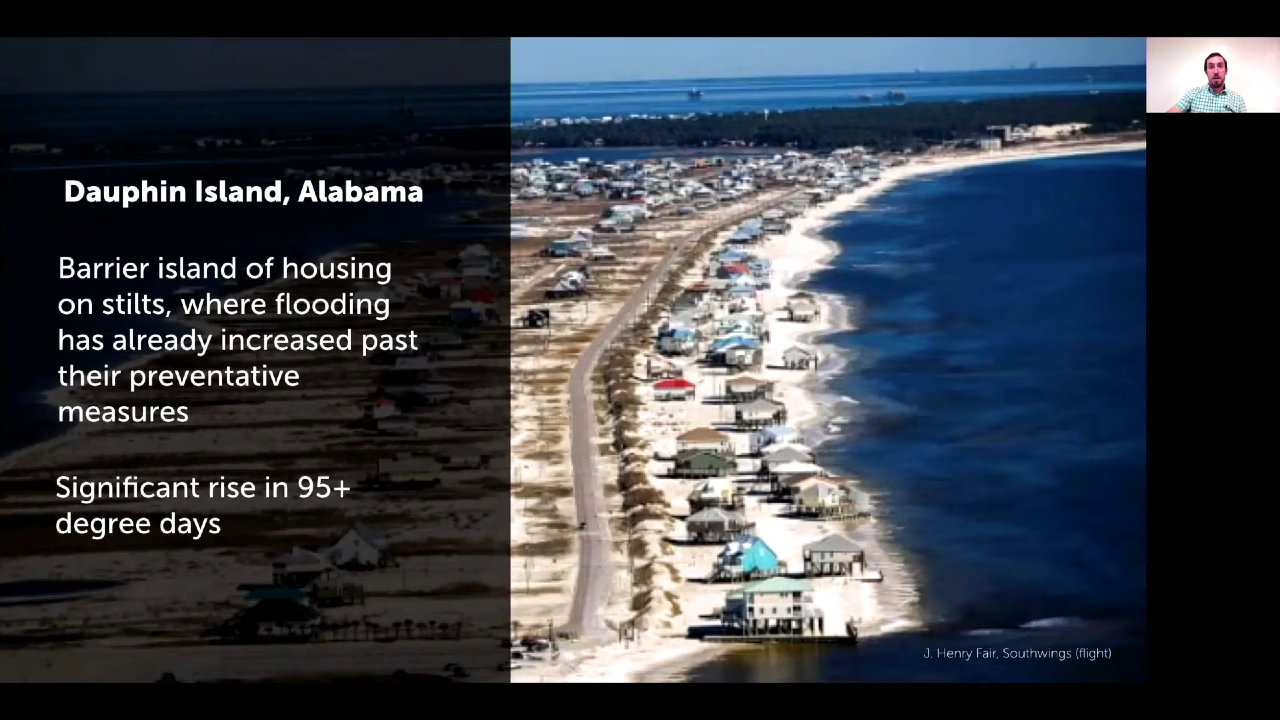 Dauphin Island, Alabama
Barrier island of housing
on stilts, where flooding
has already increased past
their preventative
measures
Significant rise in 95+
degree days
J. Henry Fair, Southwings (flight)